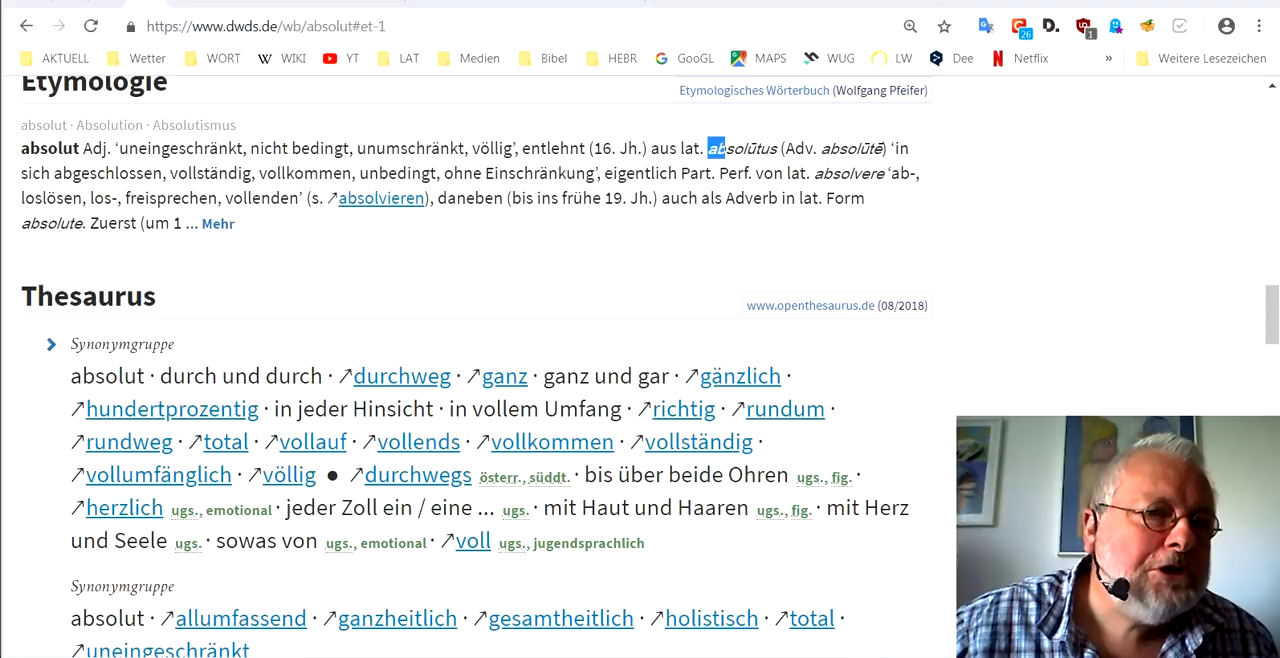 https://www.dwds.de/wb/absolut#et-1
26
D.
1
AKTUELL Wetter WORT WIKI YT LAT Medien Bibel HEBR GooGL MAPS WUG LW Dee Netflix » Weitere Lesezeichen
Etymologie
Etymologisches Wörterbuch (Wolfgang Pfeifer)
absolut · Absolution · Absolutismus
absolut Adj. ‘uneingeschränkt, nicht bedingt, unumschränkt, völlig’, entlehnt (16. Jh.) aus lat. absolūtus (Adv. absolūtē) ‘in
sich abgeschlossen, vollständig, vollkommen, unbedingt, ohne Einschränkung’, eigentlich Part. Perf. von lat. absolvere ‘ab-,
loslösen, los-, freisprechen, vollenden’ (s. ↗absolvieren), daneben (bis ins frühe 19. Jh.) auch als Adverb in lat. Form
absolute. Zuerst (um 1 ... Mehr
Thesaurus
www.openthesaurus.de (08/2018)
Synonymgruppe
absolut · durch und durch · ↗durchweg · ↗ganz · ganz und gar · ↗gänzlich ·
↗hundertprozentig · in jeder Hinsicht · in vollem Umfang · ↗richtig · ↗rundum ·
↗rundweg · ↗total · ↗vollauf · ↗vollends · ↗vollkommen · ↗vollständig ·
↗vollumfänglich · ↗völlig ● ↗durchwegs österr., süddt. · bis über beide Ohren ugs., fig. ·
↗herzlich ugs., emotional · jeder Zoll ein / eine ... ugs. · mit Haut und Haaren ugs., fig. · mit Herz
und Seele ugs. · sowas von ugs., emotional · ↗voll ugs., jugendsprachlich
Synonymgruppe
absolut · ↗allumfassend · ↗ganzheitlich · ↗gesamtheitlich · ↗holistisch · ↗total ·
↗uneingeschränkt